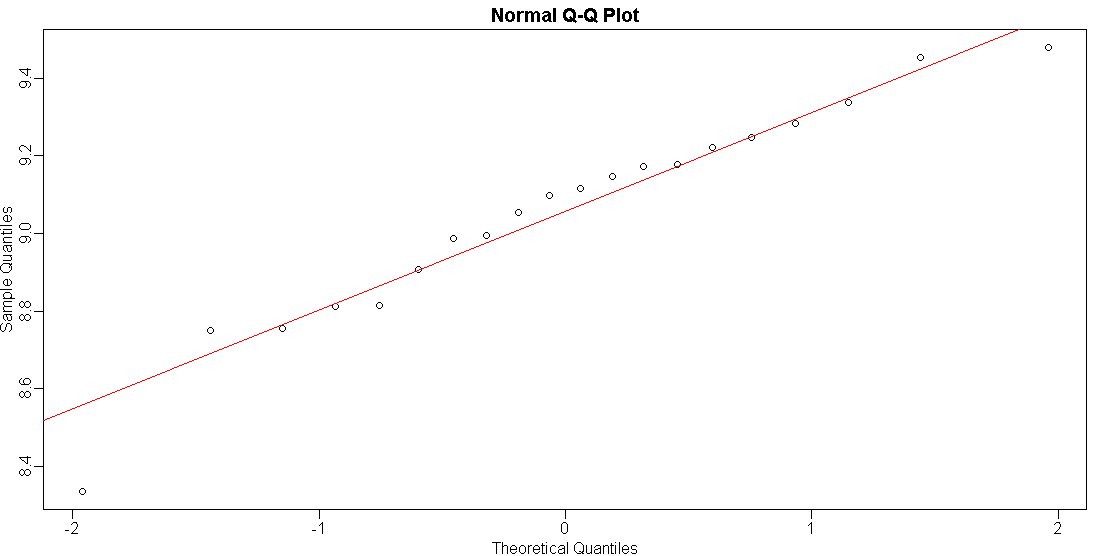 Normal Q-Q Plot
Sample Quantiles
9.4
9.2
9.0
8.8
8.6
8.4
-2 -1 0 1 2
Theoretical Quantiles